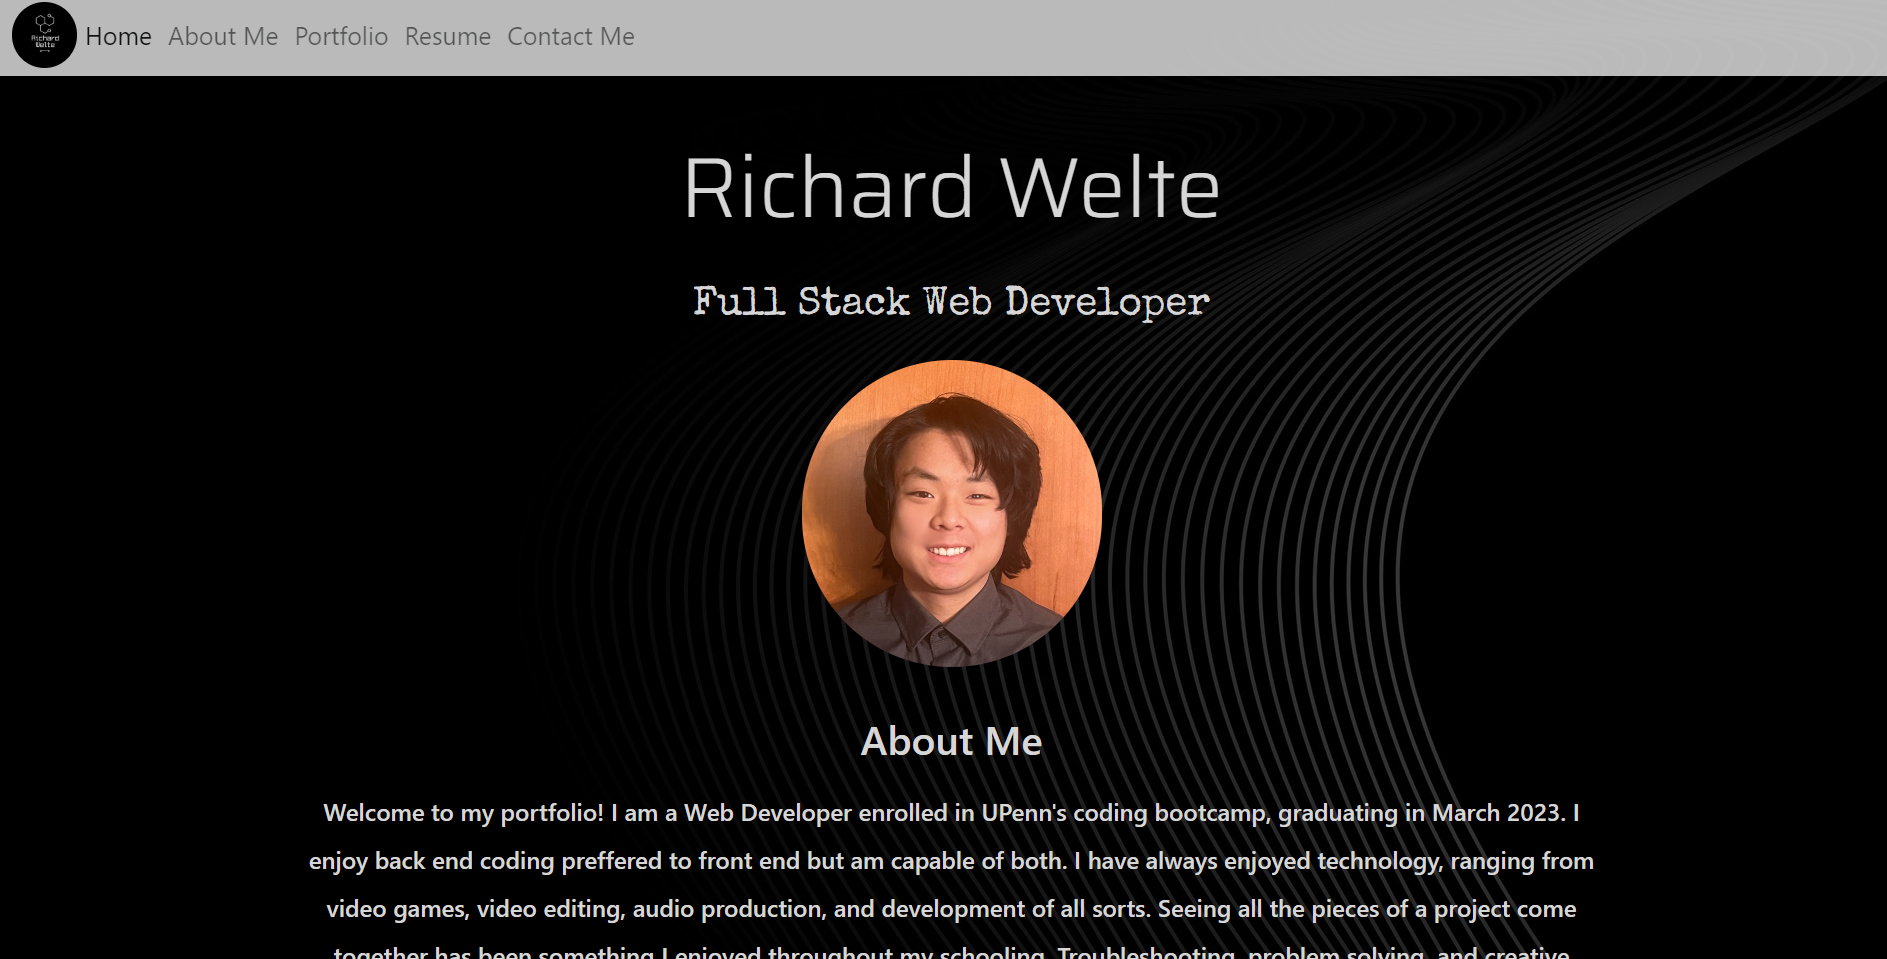 Richard
Welte
Home About Me Portfolio Resume Contact Me
Richard Welte
Full Stack Web Developer
About Me
Welcome to my portfolio! I am a Web Developer enrolled in UPenn's coding bootcamp, graduating in March 2023. I
enjoy back end coding preffered to front end but am capable of both. I have always enjoyed technology, ranging from
video games, video editing, audio production, and development of all sorts. Seeing all the pieces of a project come
together has been something I enjoyed throughout my schooling. Troubleshooting, problem solving, and creative